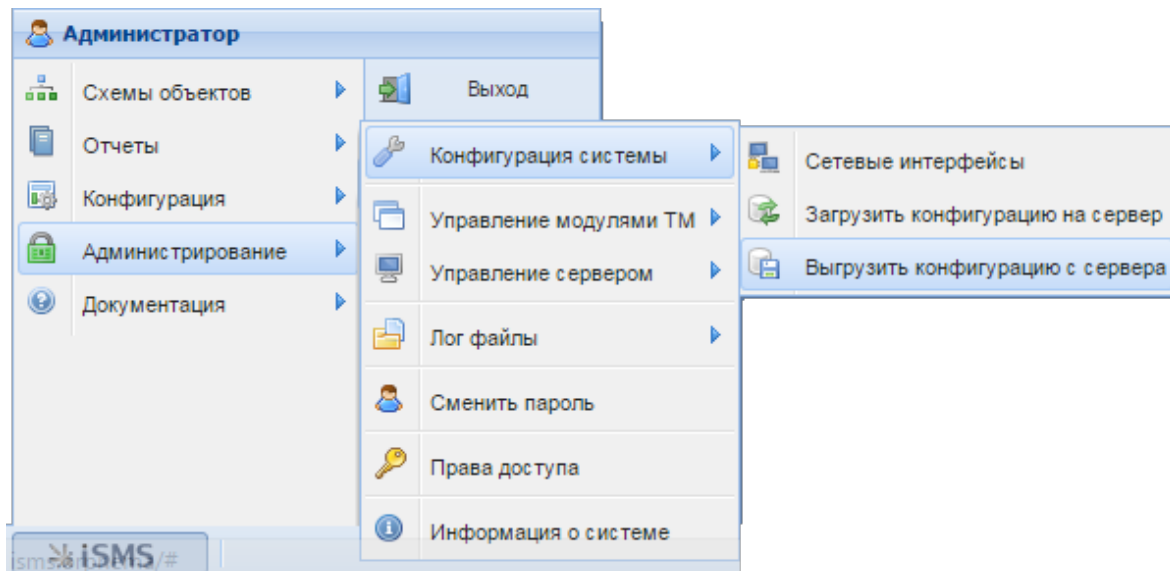 Администратор
Схемы объектов
Отчеты
Конфигурация
Администрирование
Документация
Выход
Конфигурация системы
Управление модулями ТМ
Управление сервером
Лог файлы
Сменить пароль
Права доступа
Информация о системе
Сетевые интерфейсы
Загрузить конфигурацию на сервер
Выгрузить конфигурацию с сервера
iSMS